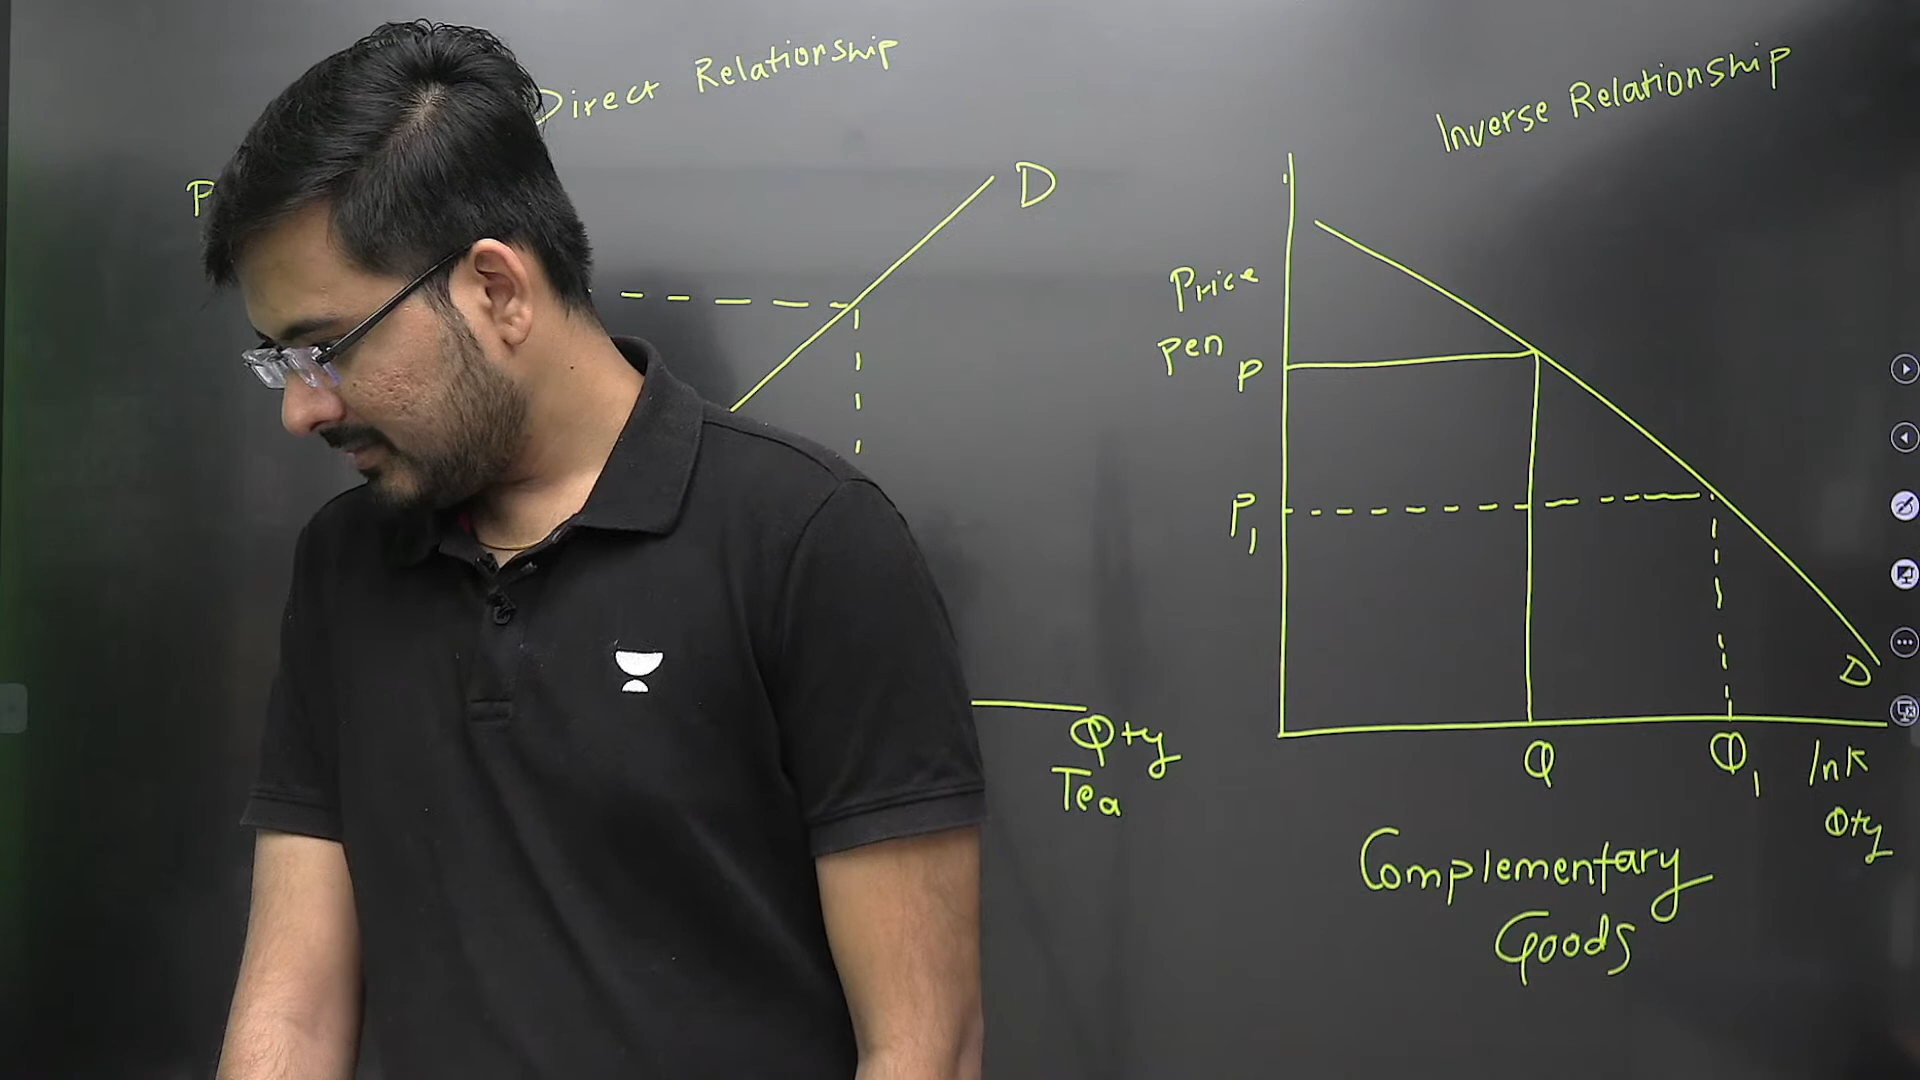 Direct Relationship
P
D
Qty
Tea
Inverse Relationship
Price
Pen
P
P1
D
Q
Q1
Ink
Qty
Complementary
Goods